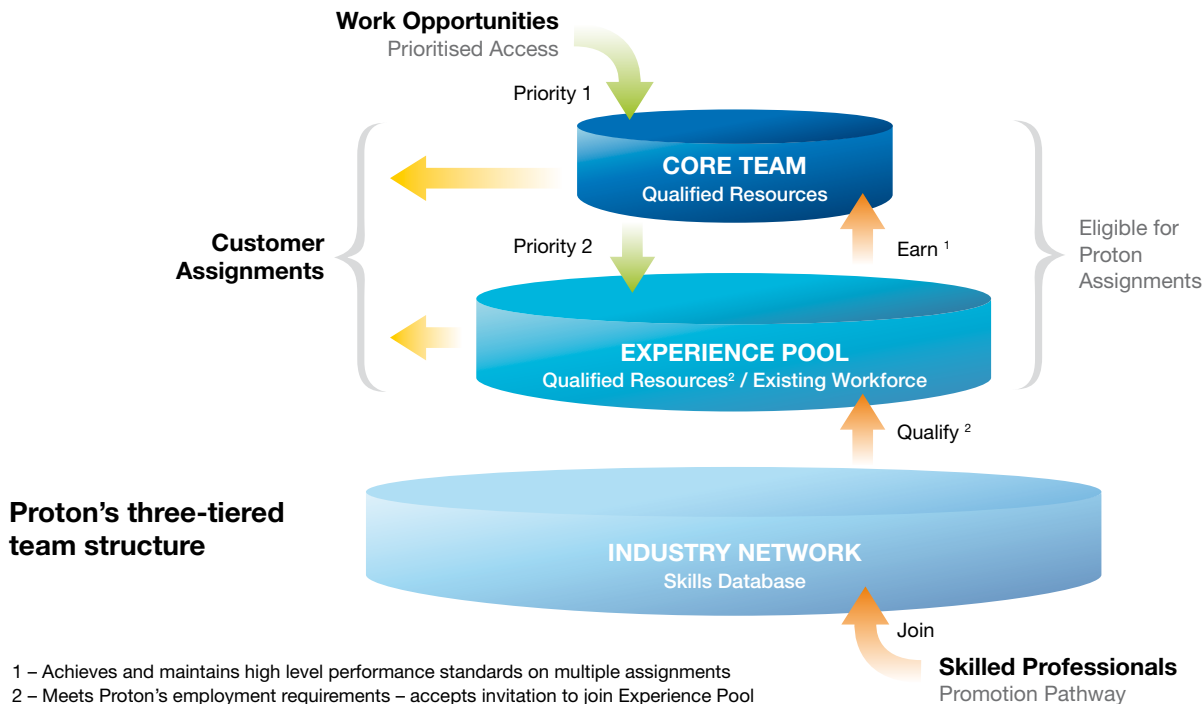 Work Opportunities
Prioritised Access
Priority 1
CORE TEAM
Qualified Resources
Customer
Assignments
Priority 2
Earn ¹
Eligible for
Proton
Assignments
EXPERIENCE POOL
Qualified Resources² / Existing Workforce
Qualify ²
Proton’s three-tiered
team structure
INDUSTRY NETWORK
Skills Database
Join
Skilled Professionals
Promotion Pathway
1 – Achieves and maintains high level performance standards on multiple assignments
2 – Meets Proton’s employment requirements – accepts invitation to join Experience Pool